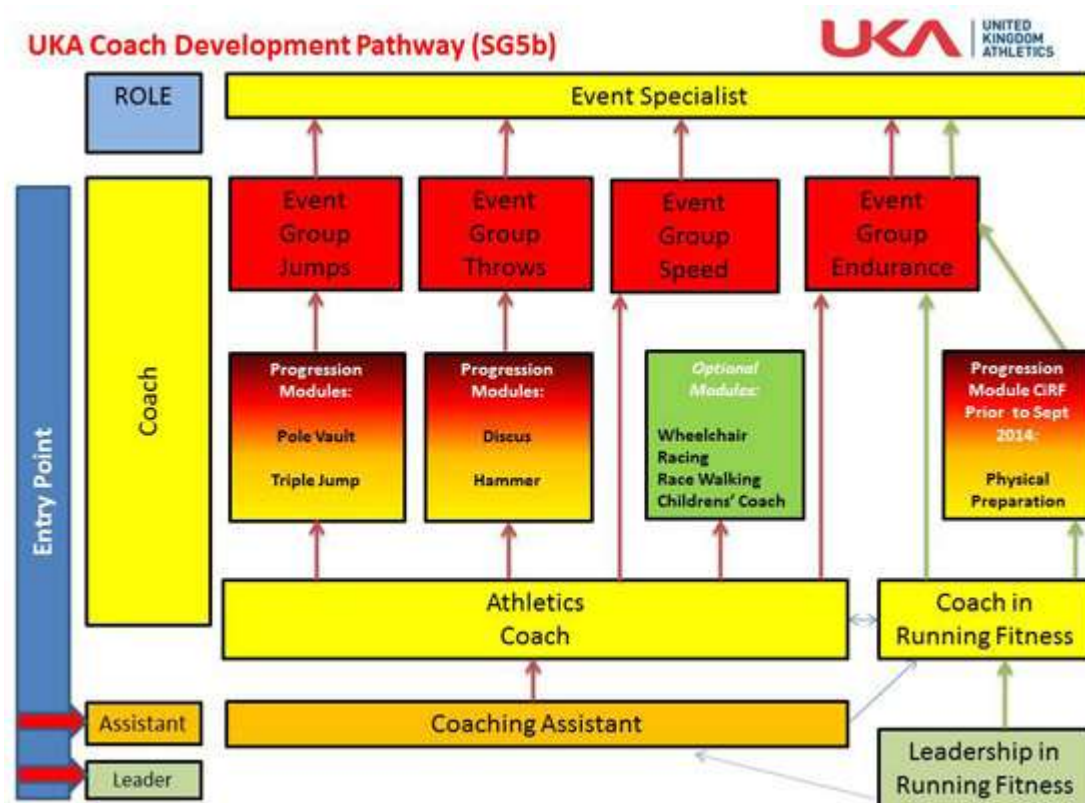 UKA Coach Development Pathway (SG5b)
UKA
UNITED
KINGDOM
ATHLETICS
ROLE
Event Specialist
Entry Point
Coach
Event
Group
Jumps
Event
Group
Throws
Event
Group
Speed
Event
Group
Endurance
Progression
Modules:
Pole Vault
Triple Jump
Progression
Modules:
Discus
Hammer
Optional
Modules:
Wheelchair
Racing
Race Walking
Childrens' Coach
Progression
Module CiRF
Prior to Sept
2014:
Physical
Preparation
Athletics
Coach
Coach in
Running Fitness
Assistant
Coaching Assistant
Leader
Leadership in
Running Fitness